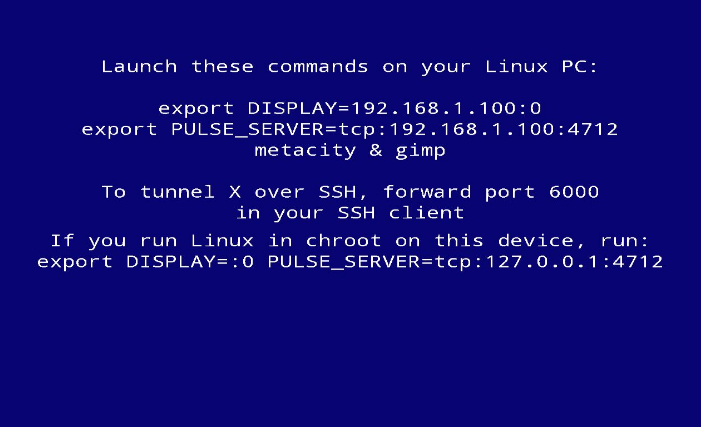 Launch these commands on your Linux PC:
export DISPLAY=192.168.1.100:0
export PULSE_SERVER=tcp:192.168.1.100:4712
metacity & gimp
To tunnel X over SSH, forward port 6000
in your SSH client
If you run Linux in chroot on this device, run:
export DISPLAY=:0 PULSE_SERVER=tcp:127.0.0.1:4712